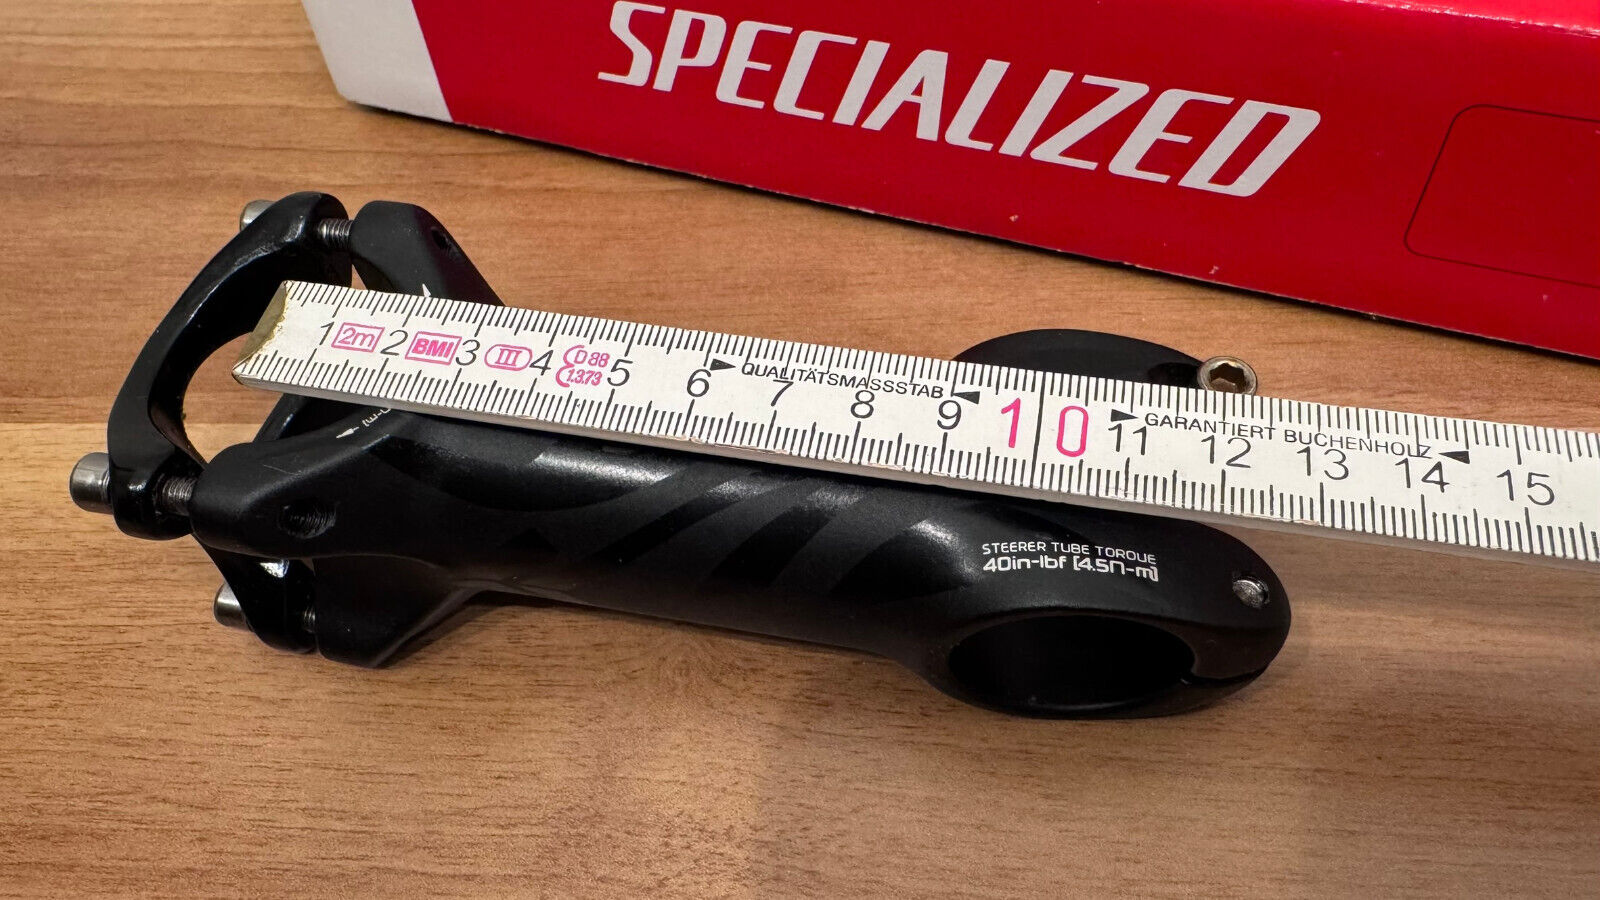 SPECIALIZED
1 2m 2 BMI 3 III 4 D88 5 6 QUALITÄTSMASSSTAB 7 8 9 10 11 GARANTIERT BUCHENHOLZ 12 13 14 15
1.3.73
STEERER TUBE TORQUE
40in-lbf [4.5N-m]